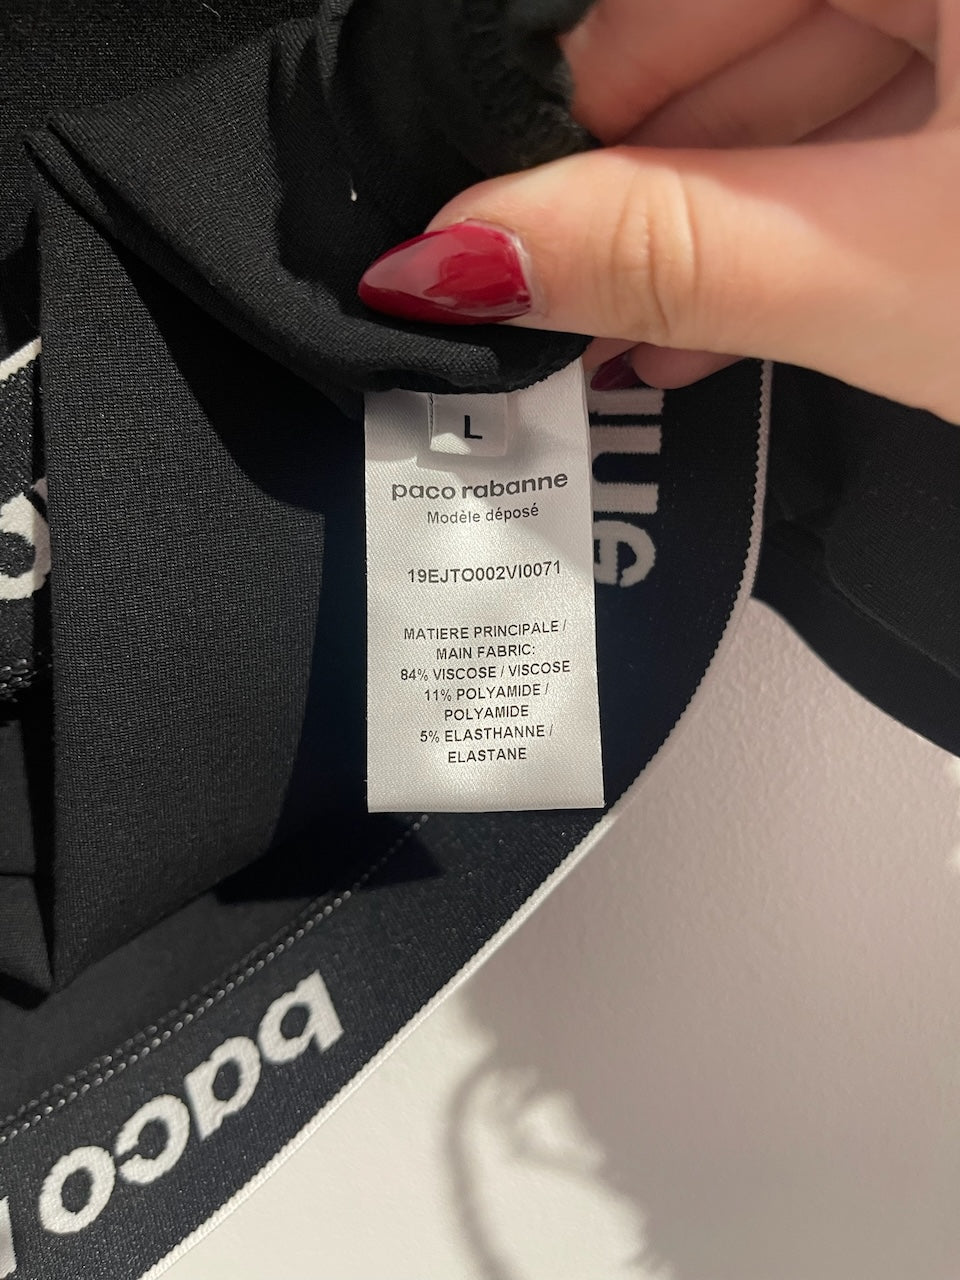 L
paco rabanne
Modèle déposé
19EJTO002VI0071
MATIERE PRINCIPALE /
MAIN FABRIC:
84% VISCOSE / VISCOSE
11% POLYAMIDE /
POLYAMIDE
5% ELASTHANNE /
ELASTANE
paco